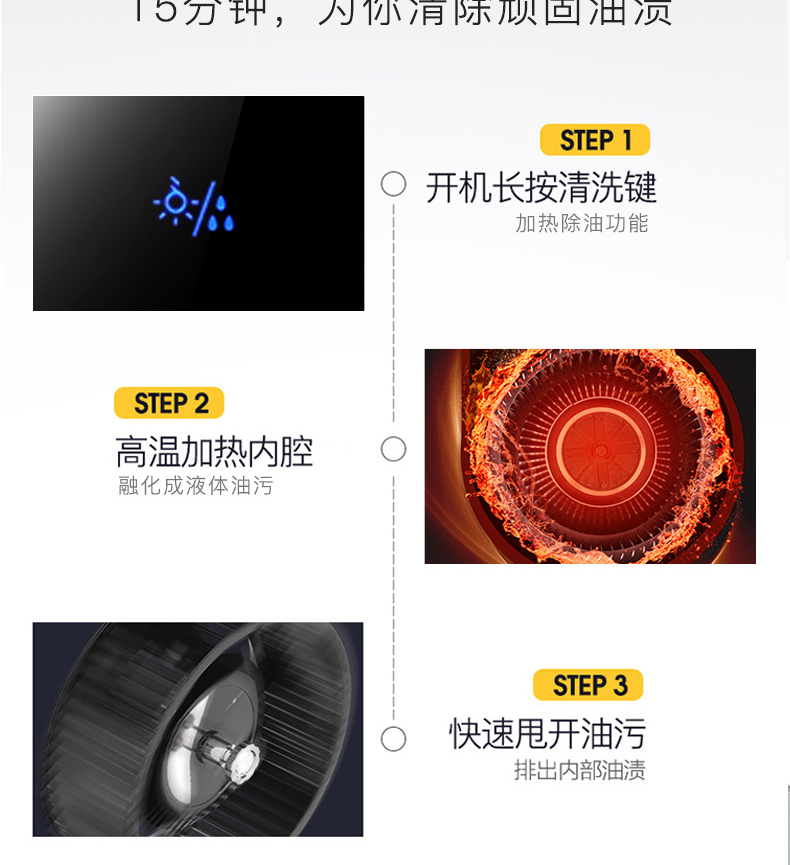 15分钟，为你清除顽固油渍
STEP 1
开机长按清洗键
加热除油功能
STEP 2
高温加热内腔
融化成液体油污
STEP 3
快速甩开油污
排出内部油渍